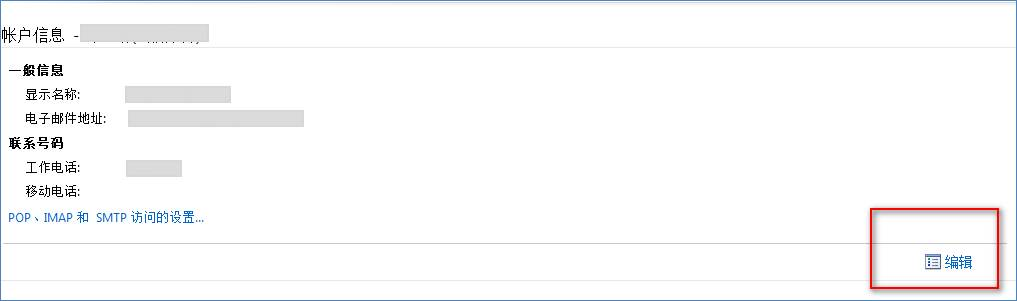 帐户信息 -
一般信息
显示名称:
电子邮件地址:
联系号码
工作电话:
移动电话:
POP、IMAP 和 SMTP 访问的设置...
编辑